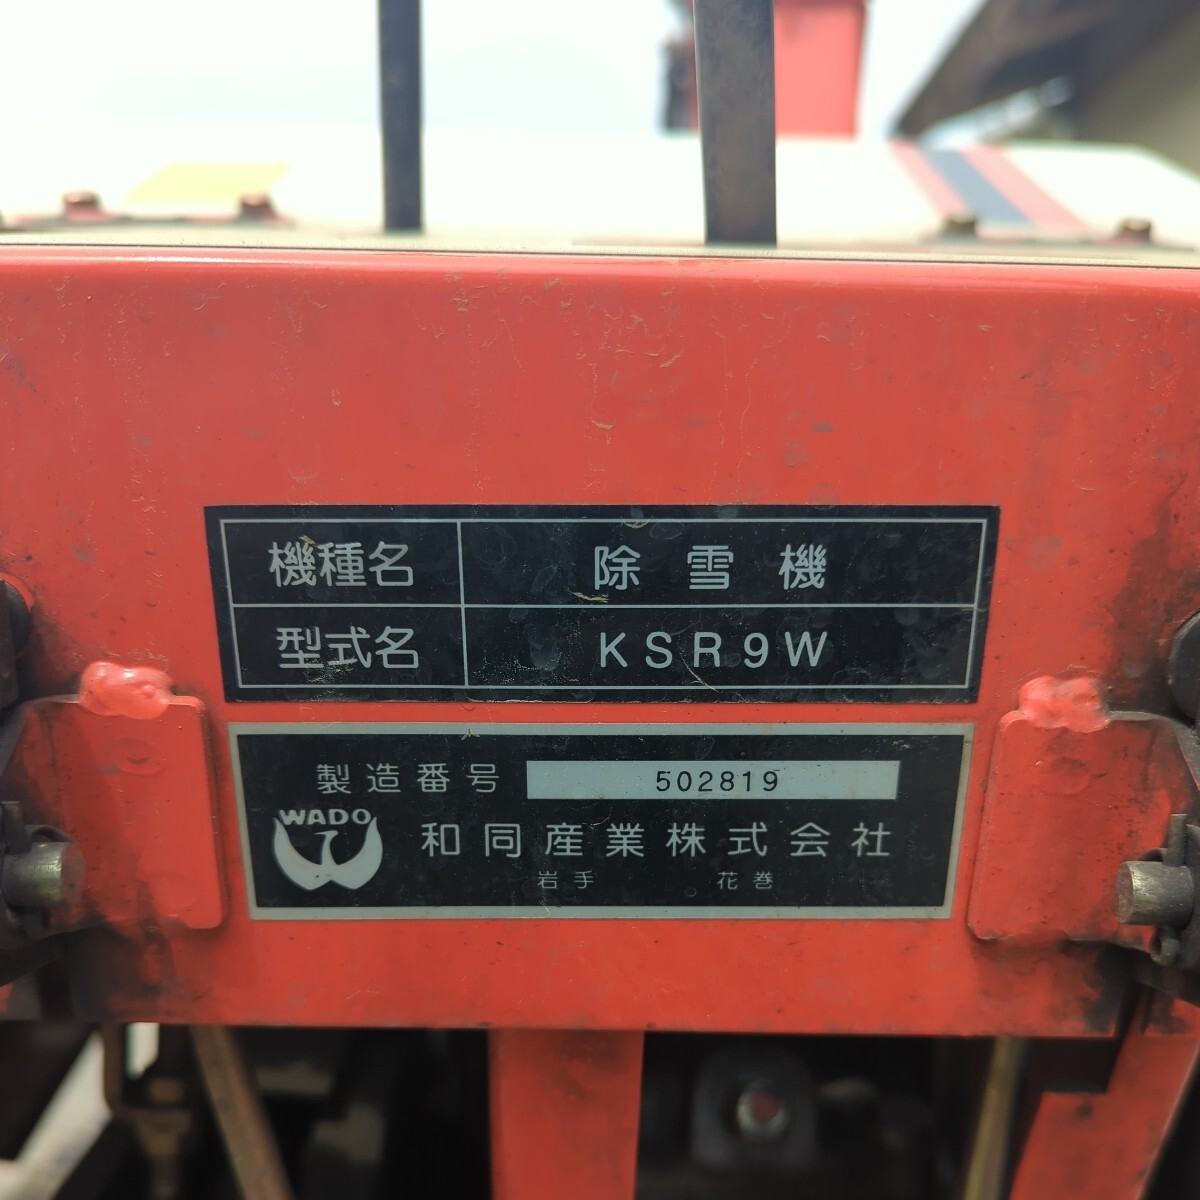 機種名 除雪機
型式名 KSR9W
製造番号 502819
WADO 和同産業株式会社
岩手 花巻